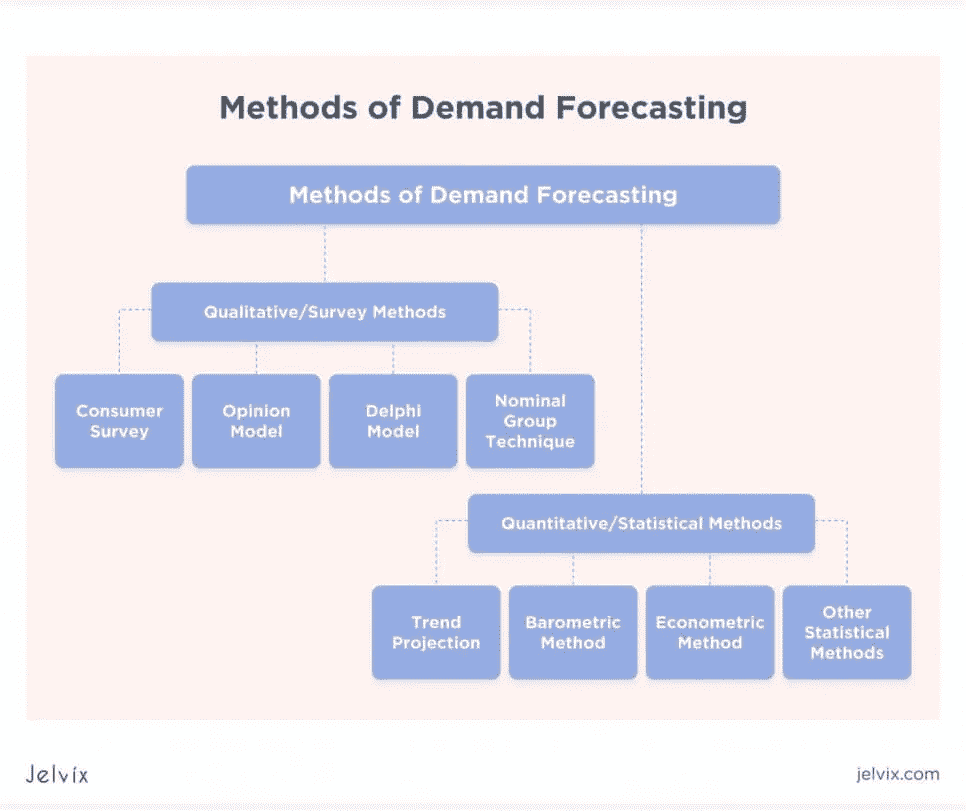 Methods of Demand Forecasting
Methods of Demand Forecasting
Qualitative/Survey Methods
Consumer
Survey
Opinion
Model
Delphi
Model
Nominal
Group
Technique
Quantitative/Statistical Methods
Trend
Projection
Barometric
Method
Econometric
Method
Other
Statistical
Methods
Jelvix
jelvix.com